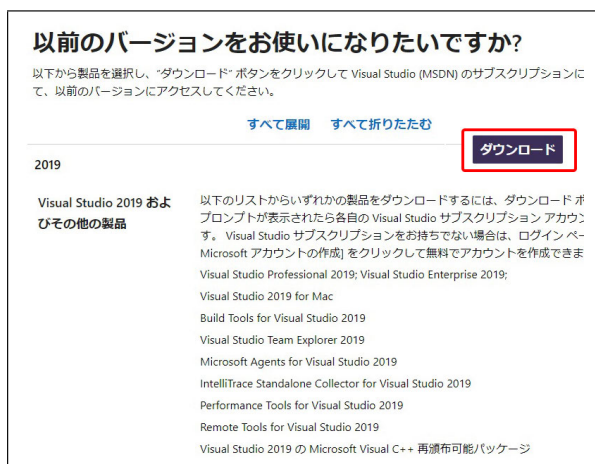 以前のバージョンをお使いになりたいですか?
以下から製品を選択し、"ダウンロード" ボタンをクリックして Visual Studio (MSDN) のサブスクリプションに
て、以前のバージョンにアクセスしてください。
すべて展開 すべて折りたたむ
ダウンロード
2019
Visual Studio 2019 およ
びその他の製品
以下のリストからいずれかの製品をダウンロードするには、ダウンロード ボ
プロンプトが表示されたら各自の Visual Studio サブスクリプション アカウン
す。 Visual Studio サブスクリプションをお持ちでない場合は、ログイン ペー
Microsoft アカウントの作成] をクリックして無料でアカウントを作成できま
Visual Studio Professional 2019; Visual Studio Enterprise 2019;
Visual Studio 2019 for Mac
Build Tools for Visual Studio 2019
Visual Studio Team Explorer 2019
Microsoft Agents for Visual Studio 2019
IntelliTrace Standalone Collector for Visual Studio 2019
Performance Tools for Visual Studio 2019
Remote Tools for Visual Studio 2019
Visual Studio 2019 の Microsoft Visual C++ 再頒布可能パッケージ